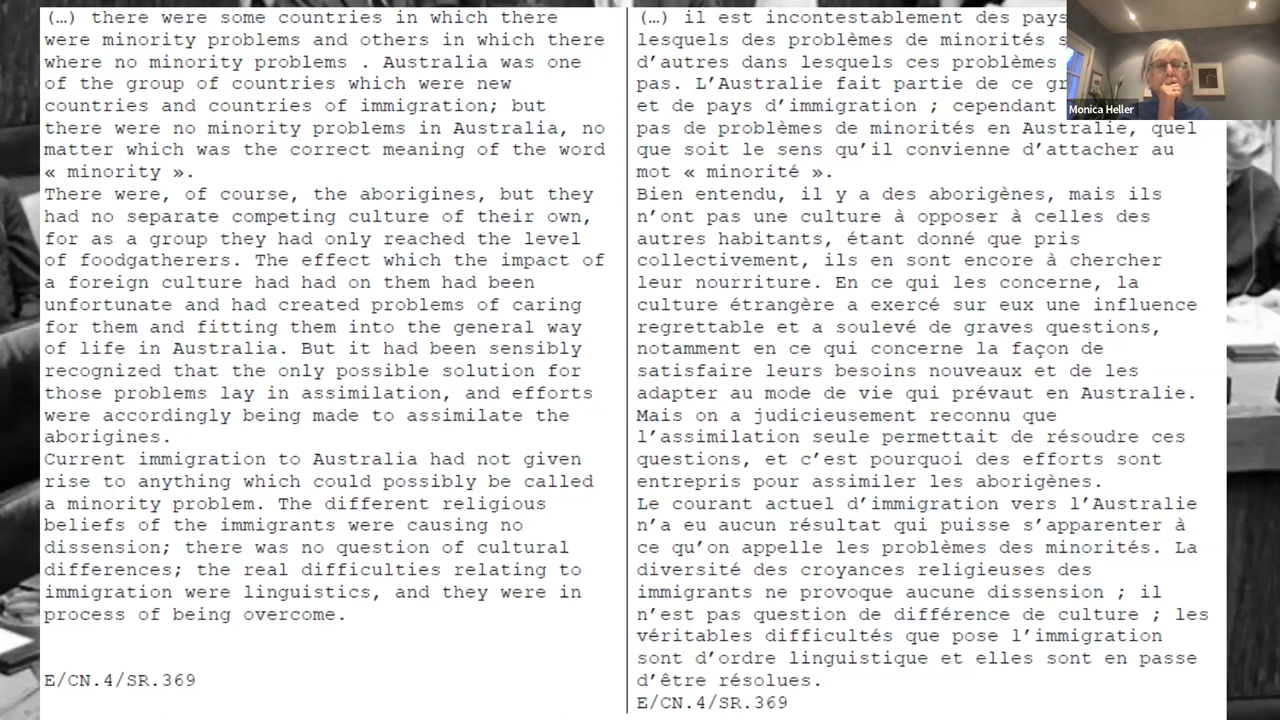 (…) there were some countries in which there
were minority problems and others in which there
where no minority problems . Australia was one
of the group of countries which were new
countries and countries of immigration; but
there were no minority problems in Australia, no
matter which was the correct meaning of the word
« minority ».
There were, of course, the aborigines, but they
had no separate competing culture of their own,
for as a group they had only reached the level
of foodgatherers. The effect which the impact of
a foreign culture had had on them had been
unfortunate and had created problems of caring
for them and fitting them into the general way
of life in Australia. But it had been sensibly
recognized that the only possible solution for
those problems lay in assimilation, and efforts
were accordingly being made to assimilate the
aborigines.
Current immigration to Australia had not given
rise to anything which could possibly be called
a minority problem. The different religious
beliefs of the immigrants were causing no
dissension; there was no question of cultural
differences; the real difficulties relating to
immigration were linguistics, and they were in
process of being overcome.
E/CN.4/SR.369
(…) il est incontestablement des pays
lesquels des problèmes de minorités
d’autres dans lesquels ces problèmes
pas. L’Australie fait partie de ce
et de pays d’immigration ; cependant
pas de problèmes de minorités en Australie, quel
que soit le sens qu’il convienne d’attacher au
mot « minorité ».
Bien entendu, il y a des aborigènes, mais ils
n’ont pas une culture à opposer à celles des
autres habitants, étant donné que pris
collectivement, ils en sont encore à chercher
leur nourriture. En ce qui les concerne, la
culture étrangère a exercé sur eux une influence
regrettable et a soulevé de graves questions,
notamment en ce qui concerne la façon de
satisfaire leurs besoins nouveaux et de les
adapter au mode de vie qui prévaut en Australie.
Mais on a judicieusement reconnu que
l’assimilation seule permettait de résoudre ces
questions, et c’est pourquoi des efforts sont
entrepris pour assimiler les aborigènes.
Le courant actuel d’immigration vers l’Australie
n’a eu aucun résultat qui puisse s’apparenter à
ce qu’on appelle les problèmes des minorités. La
diversité des croyances religieuses des
immigrants ne provoque aucune dissension ; il
n’est pas question de différence de culture ; les
véritables difficultés que pose l’immigration
sont d’ordre linguistique et elles sont en passe
d’être résolues.
E/CN.4/SR.369
Monica Heller